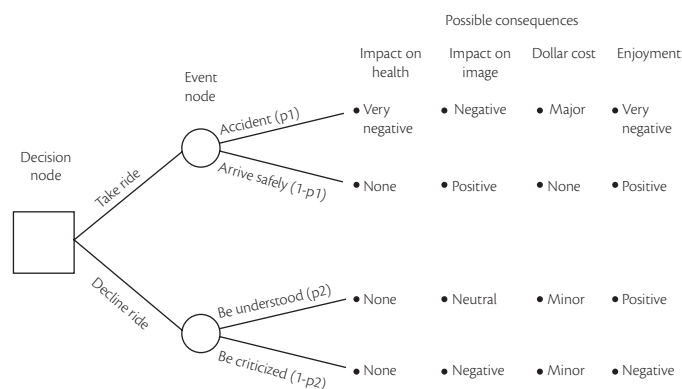 Possible consequences
Impact on
health
Impact on
image
Dollar cost
Enjoyment
Event
node
Decision
node
Accident (p1)
• Very
negative
• Negative
• Major
• Very
negative
Take ride
Arrive safely (1-p1)
• None
• Positive
• None
• Positive
Decline ride
Be understood (p2)
• None
• Neutral
• Minor
• Positive
Be criticized (1-p2)
• None
• Negative
• Minor
• Negative